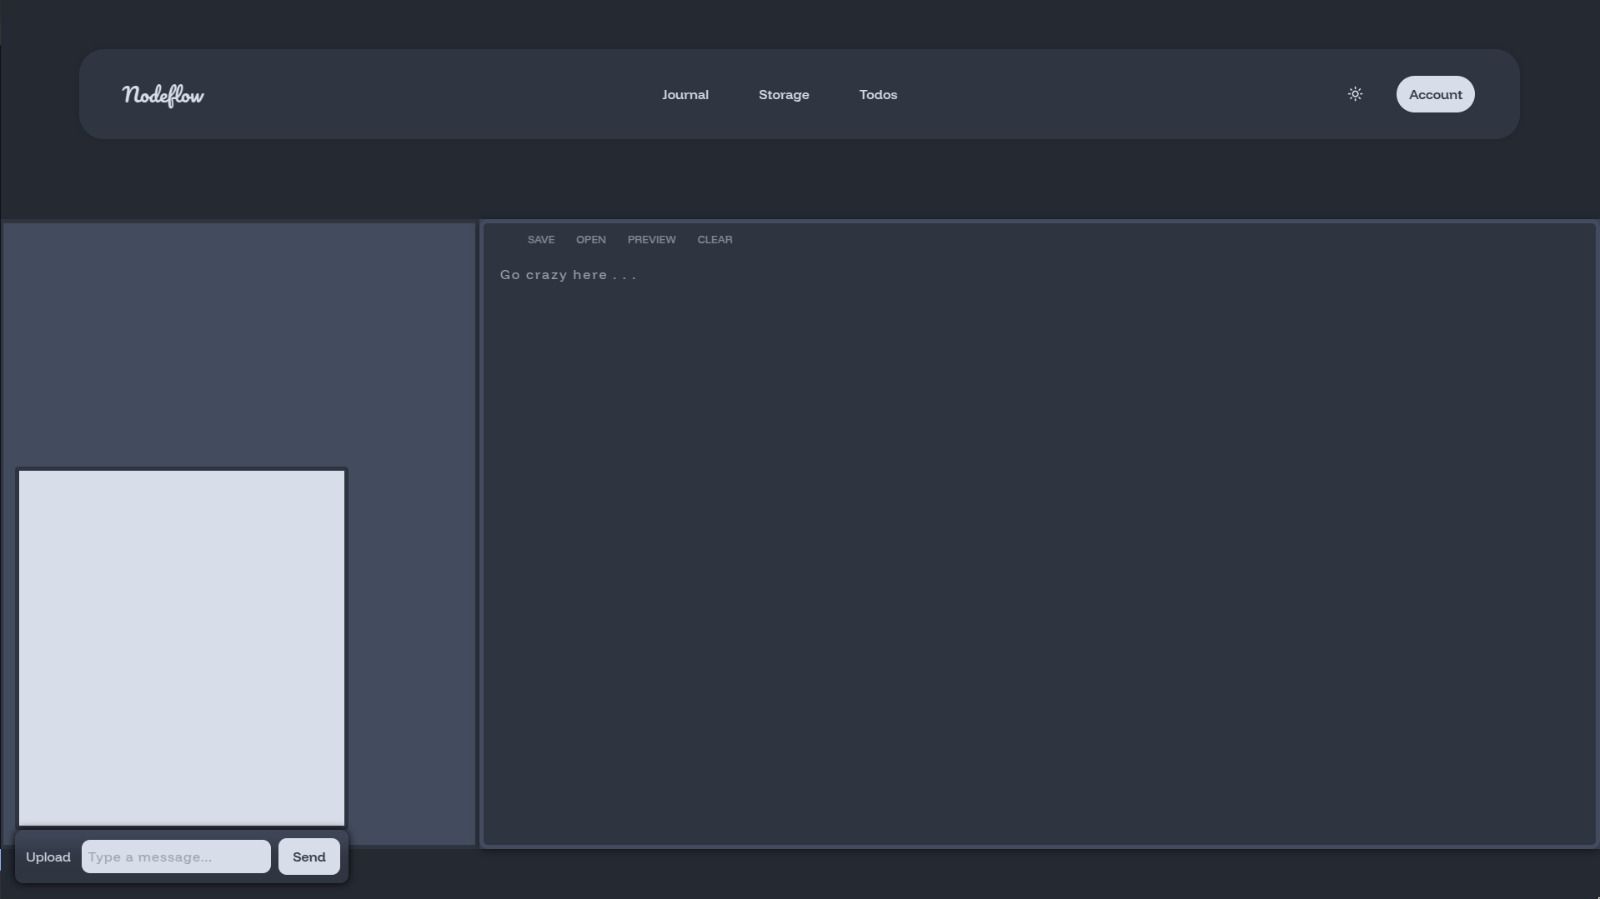 Nodeflow
Journal Storage Todos
Account
SAVE OPEN PREVIEW CLEAR
Go crazy here . . .
Upload Type a message... Send